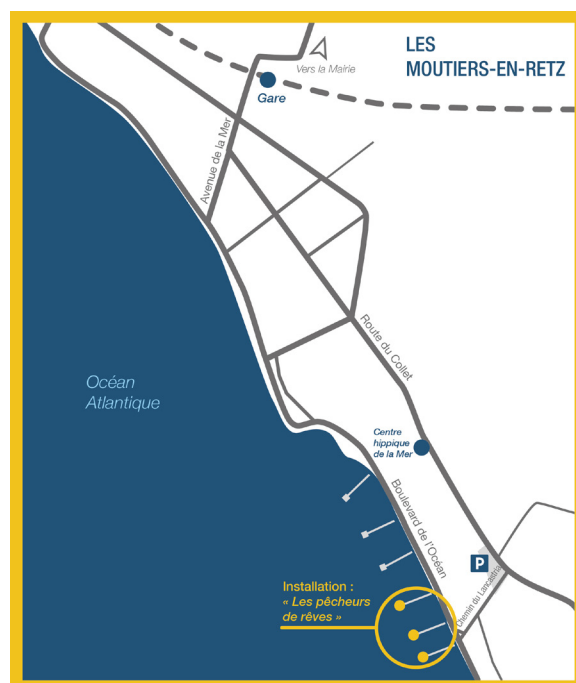 LES
MOUTIERS-EN-RETZ
Vers la Mairie
Gare
Avenue de la Mer
Route du Collet
Océan
Atlantique
Centre
hippique
de la Mer
Boulevard de l'Océan
P
Chemin du Lancastria
Installation :
« Les pêcheurs
de rêves »